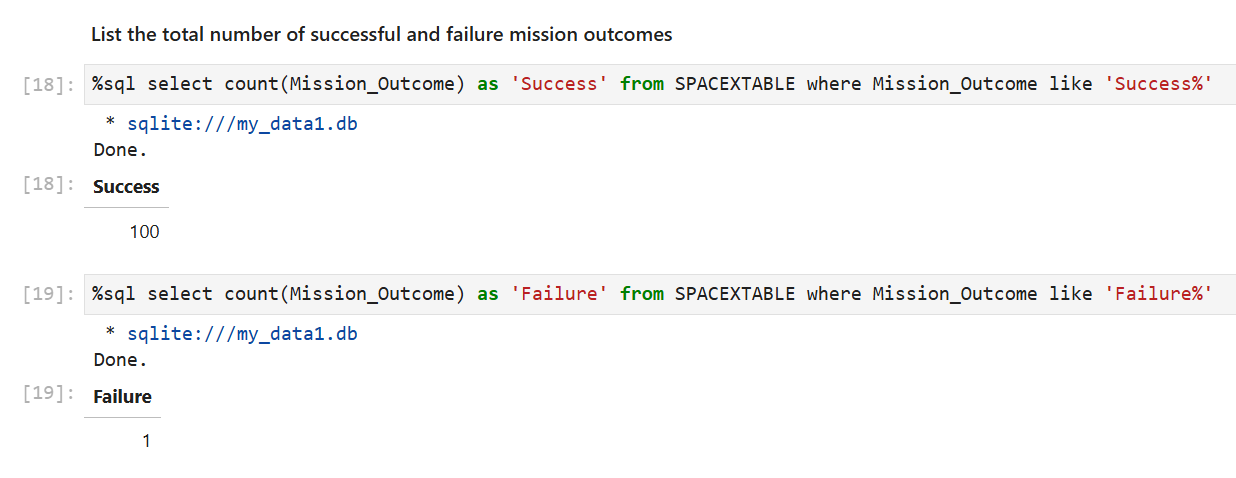 List the total number of successful and failure mission outcomes
[18]: %sql select count(Mission_Outcome) as 'Success' from SPACEXTABLE where Mission_Outcome like 'Success%'
* sqlite:///my_data1.db
Done.
[18]: Success
100
[19]: %sql select count(Mission_Outcome) as 'Failure' from SPACEXTABLE where Mission_Outcome like 'Failure%'
* sqlite:///my_data1.db
Done.
[19]: Failure
1